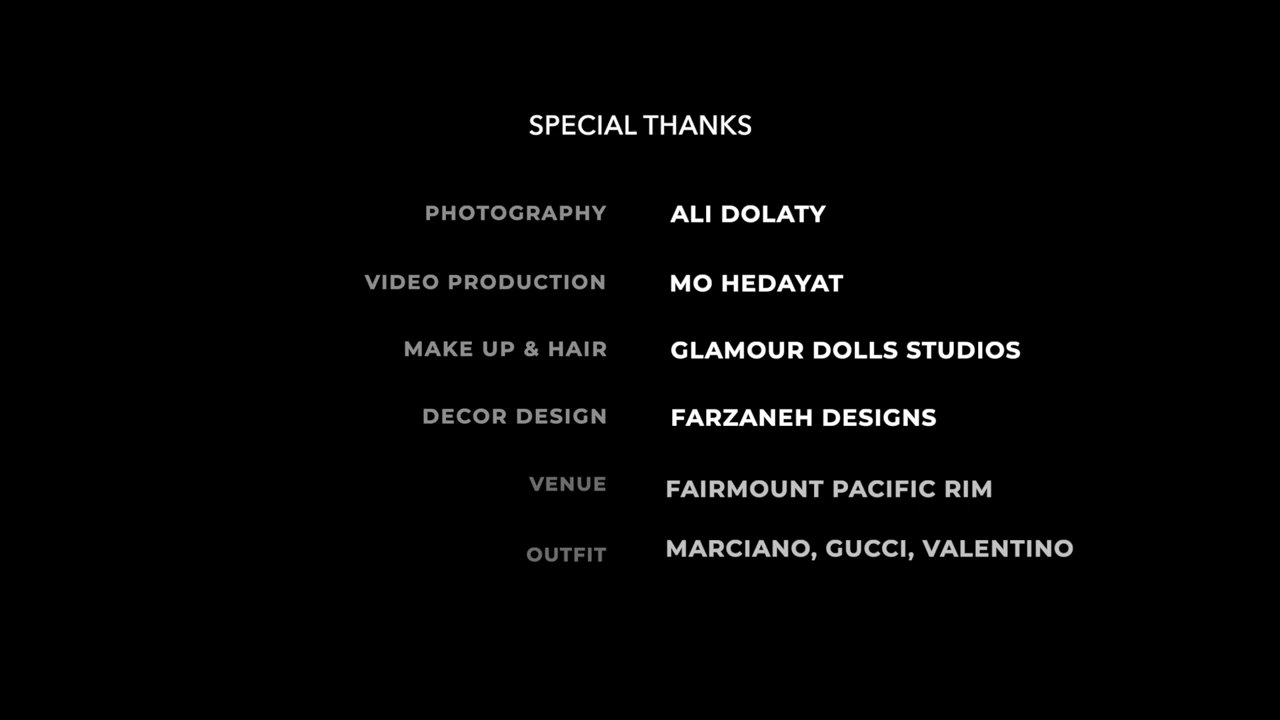 SPECIAL THANKS
PHOTOGRAPHY ALI DOLATY
VIDEO PRODUCTION MO HEDAYAT
MAKE UP & HAIR GLAMOUR DOLLS STUDIOS
DECOR DESIGN FARZANEH DESIGNS
VENUE FAIRMOUNT PACIFIC RIM
OUTFIT MARCIANO, GUCCI, VALENTINO